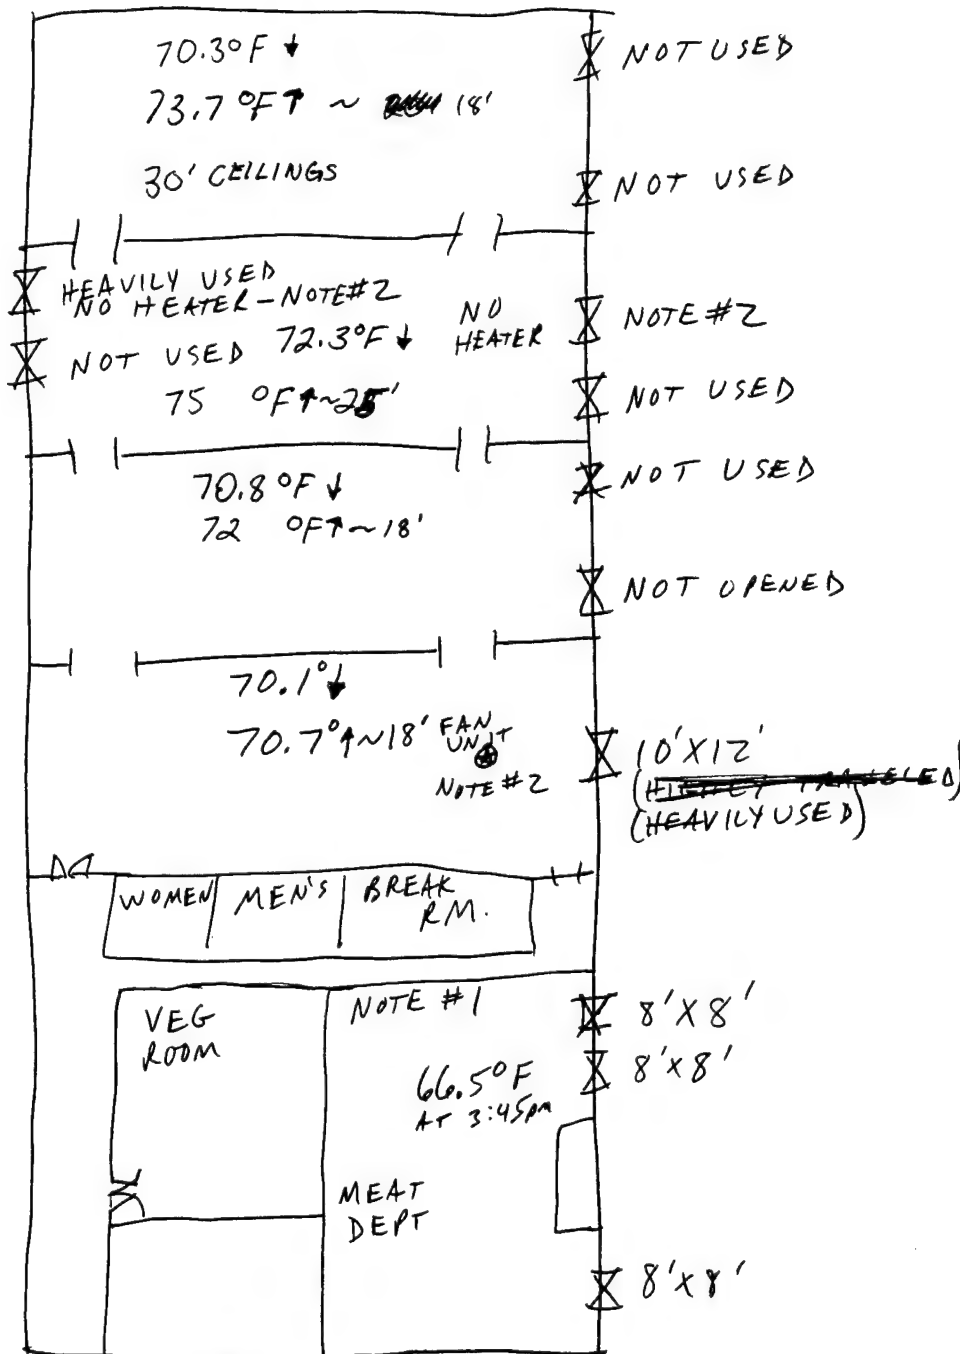 70.3°F ↓
NOT USED
73.7°F↑ ~ 18'
30' CEILINGS
NOT USED
HEAVILY USED
NO HEATER - NOTE #2
NO
HEATER
NOTE #2
NOT USED
72.3°F ↓
75 °F↑~25'
NOT USED
70.8°F ↓
72 °F↑~18'
NOT USED
NOT OPENED
70.1° ↓
70.7°↑~18'
FAN
UNIT
NOTE #2
10'X12'
(HEAVILY USED)
WOMEN
MEN'S
BREAK
RM.
VEG
ROOM
NOTE #1
8'X8'
8'X8'
66.5°F
AT 3:45pm
MEAT
DEPT
8'X8'